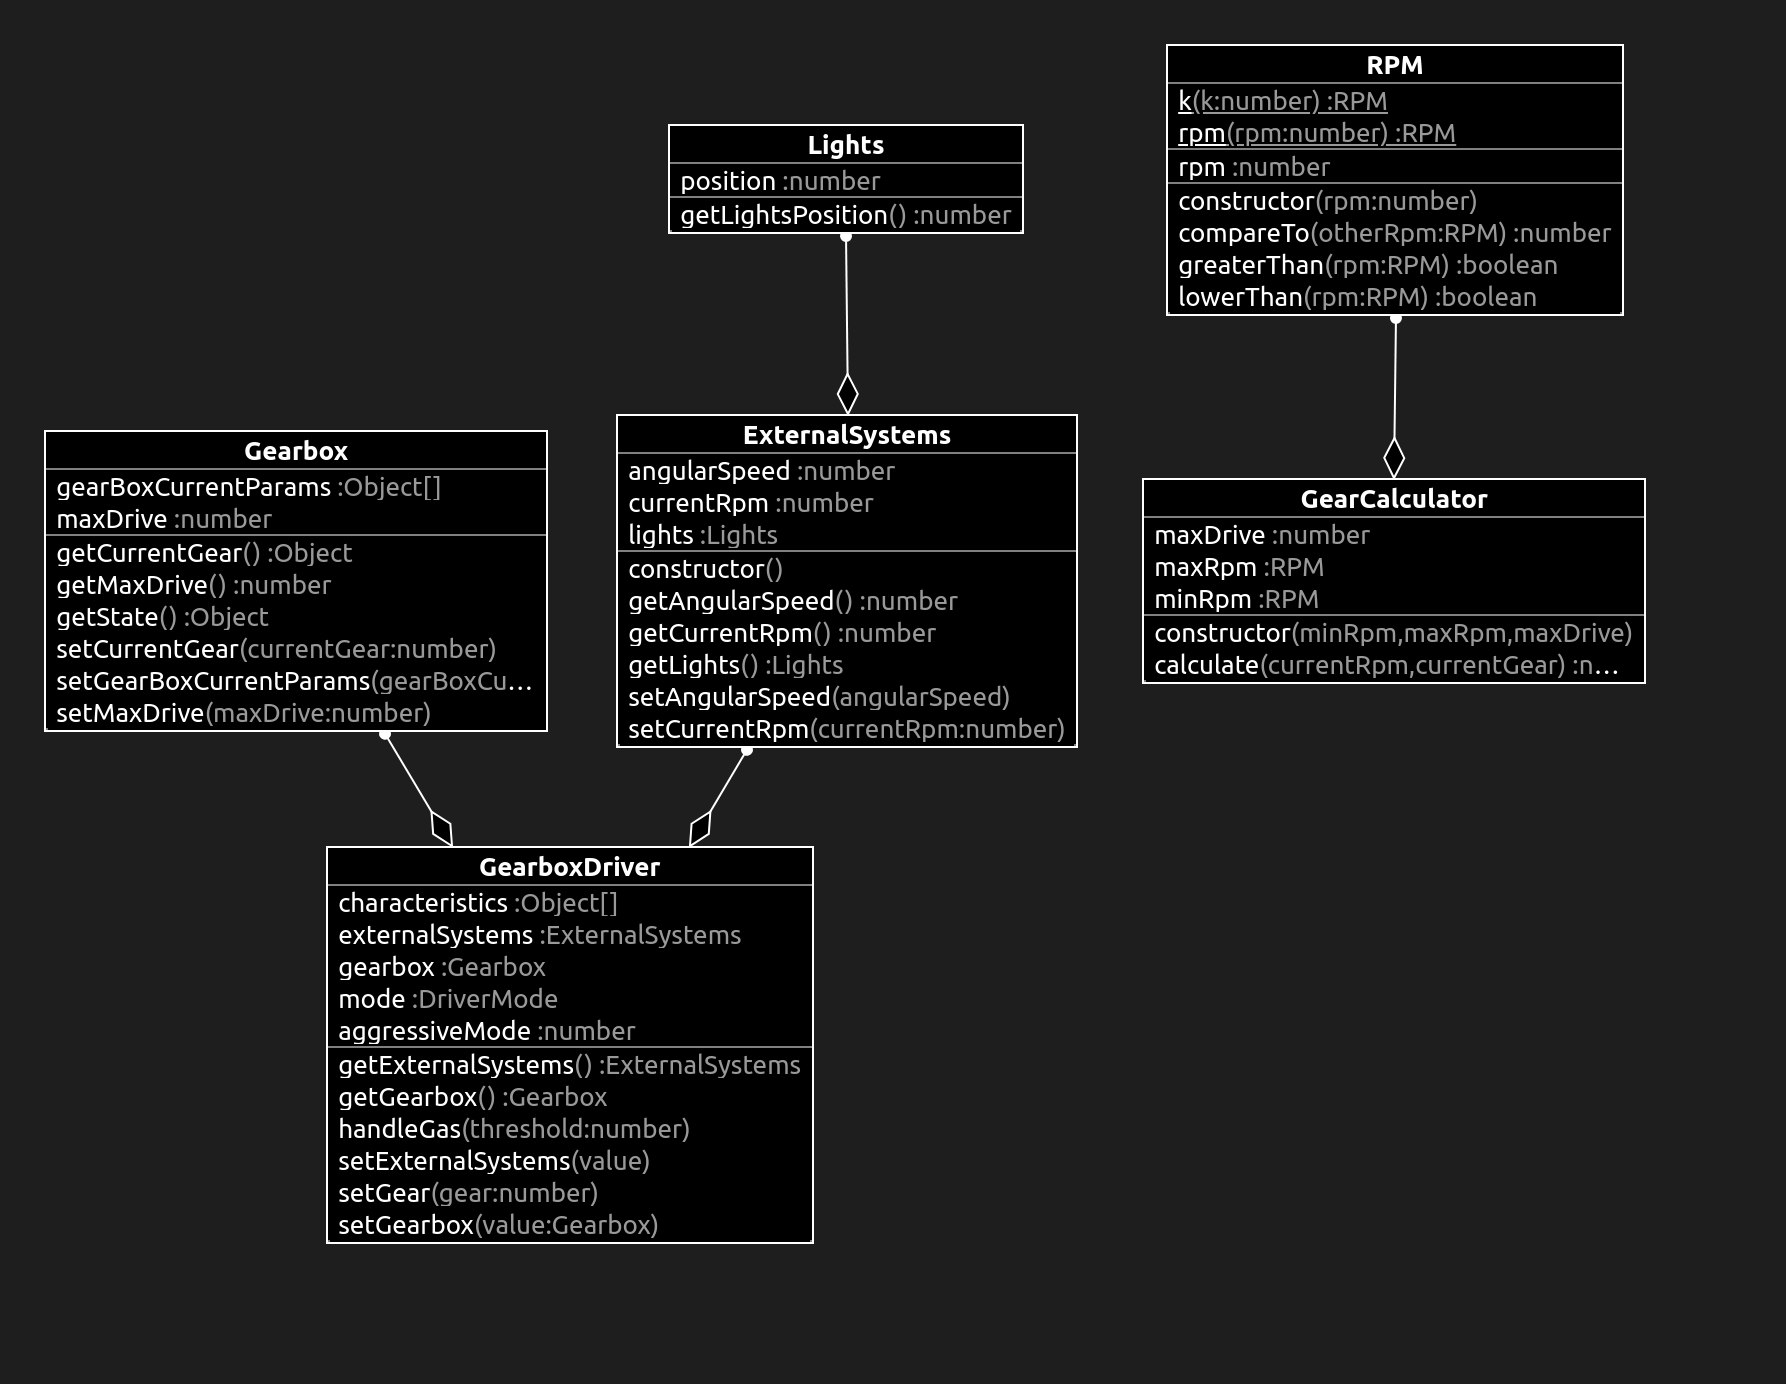 RPM
k(k:number) :RPM
rpm(rpm:number) :RPM
rpm :number
constructor(rpm:number)
compareTo(otherRpm:RPM) :number
greaterThan(rpm:RPM) :boolean
lowerThan(rpm:RPM) :boolean
Lights
position :number
getLightsPosition() :number
Gearbox
gearBoxCurrentParams :Object[]
maxDrive :number
getCurrentGear() :Object
getMaxDrive() :number
getState() :Object
setCurrentGear(currentGear:number)
setGearBoxCurrentParams(gearBoxCu...
setMaxDrive(maxDrive:number)
ExternalSystems
angularSpeed :number
currentRpm :number
lights :Lights
constructor()
getAngularSpeed() :number
getCurrentRpm() :number
getLights() :Lights
setAngularSpeed(angularSpeed)
setCurrentRpm(currentRpm:number)
GearCalculator
maxDrive :number
maxRpm :RPM
minRpm :RPM
constructor(minRpm,maxRpm,maxDrive)
calculate(currentRpm,currentGear) :n...
GearboxDriver
characteristics :Object[]
externalSystems :ExternalSystems
gearbox :Gearbox
mode :DriverMode
aggressiveMode :number
getExternalSystems() :ExternalSystems
getGearbox() :Gearbox
handleGas(threshold:number)
setExternalSystems(value)
setGear(gear:number)
setGearbox(value:Gearbox)